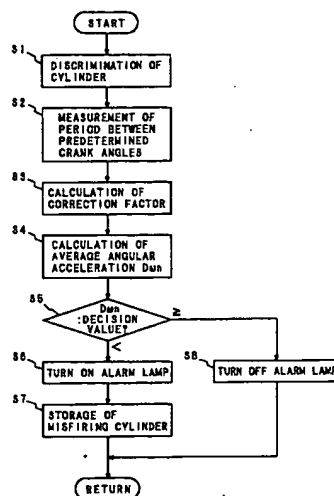 START
S1
DISCRIMINATION OF
CYLINDER
S2
MEASUREMENT OF
PERIOD BETWEEN
PREDETERMINED
CRANK ANGLES
S3
CALCULATION OF
CORRECTION FACTOR
S4
CALCULATION OF
AVERAGE ANGULAR
ACCELERATION Dωn
S5
Dωn
:DECISION
VALUE?
≥
<
S6
TURN ON ALARM LAMP
S8
TURN OFF ALARM LAMP
S7
STORAGE OF
MISFIRING CYLINDER
RETURN